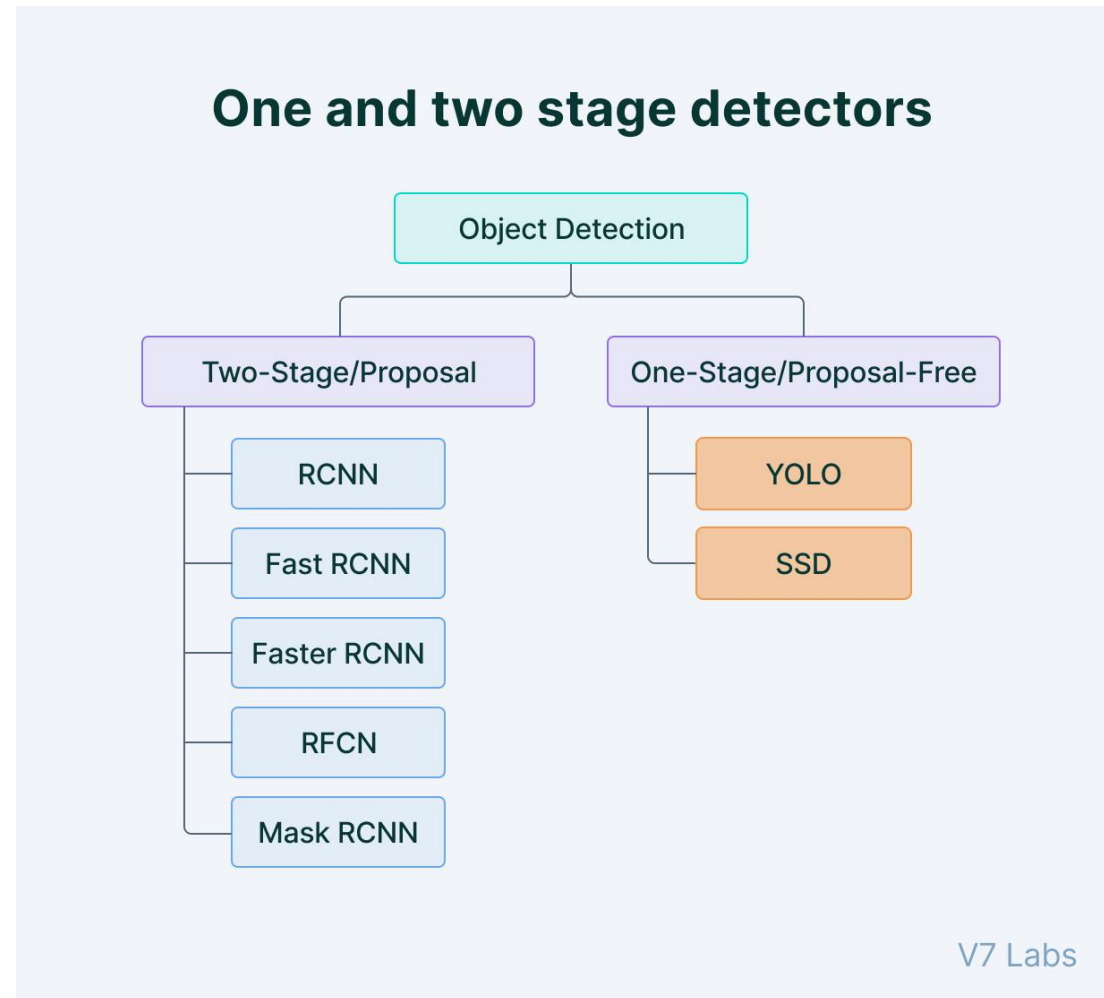 One and two stage detectors
Object Detection
Two-Stage/Proposal
RCNN
Fast RCNN
Faster RCNN
RFCN
Mask RCNN
One-Stage/Proposal-Free
YOLO
SSD
V7 Labs